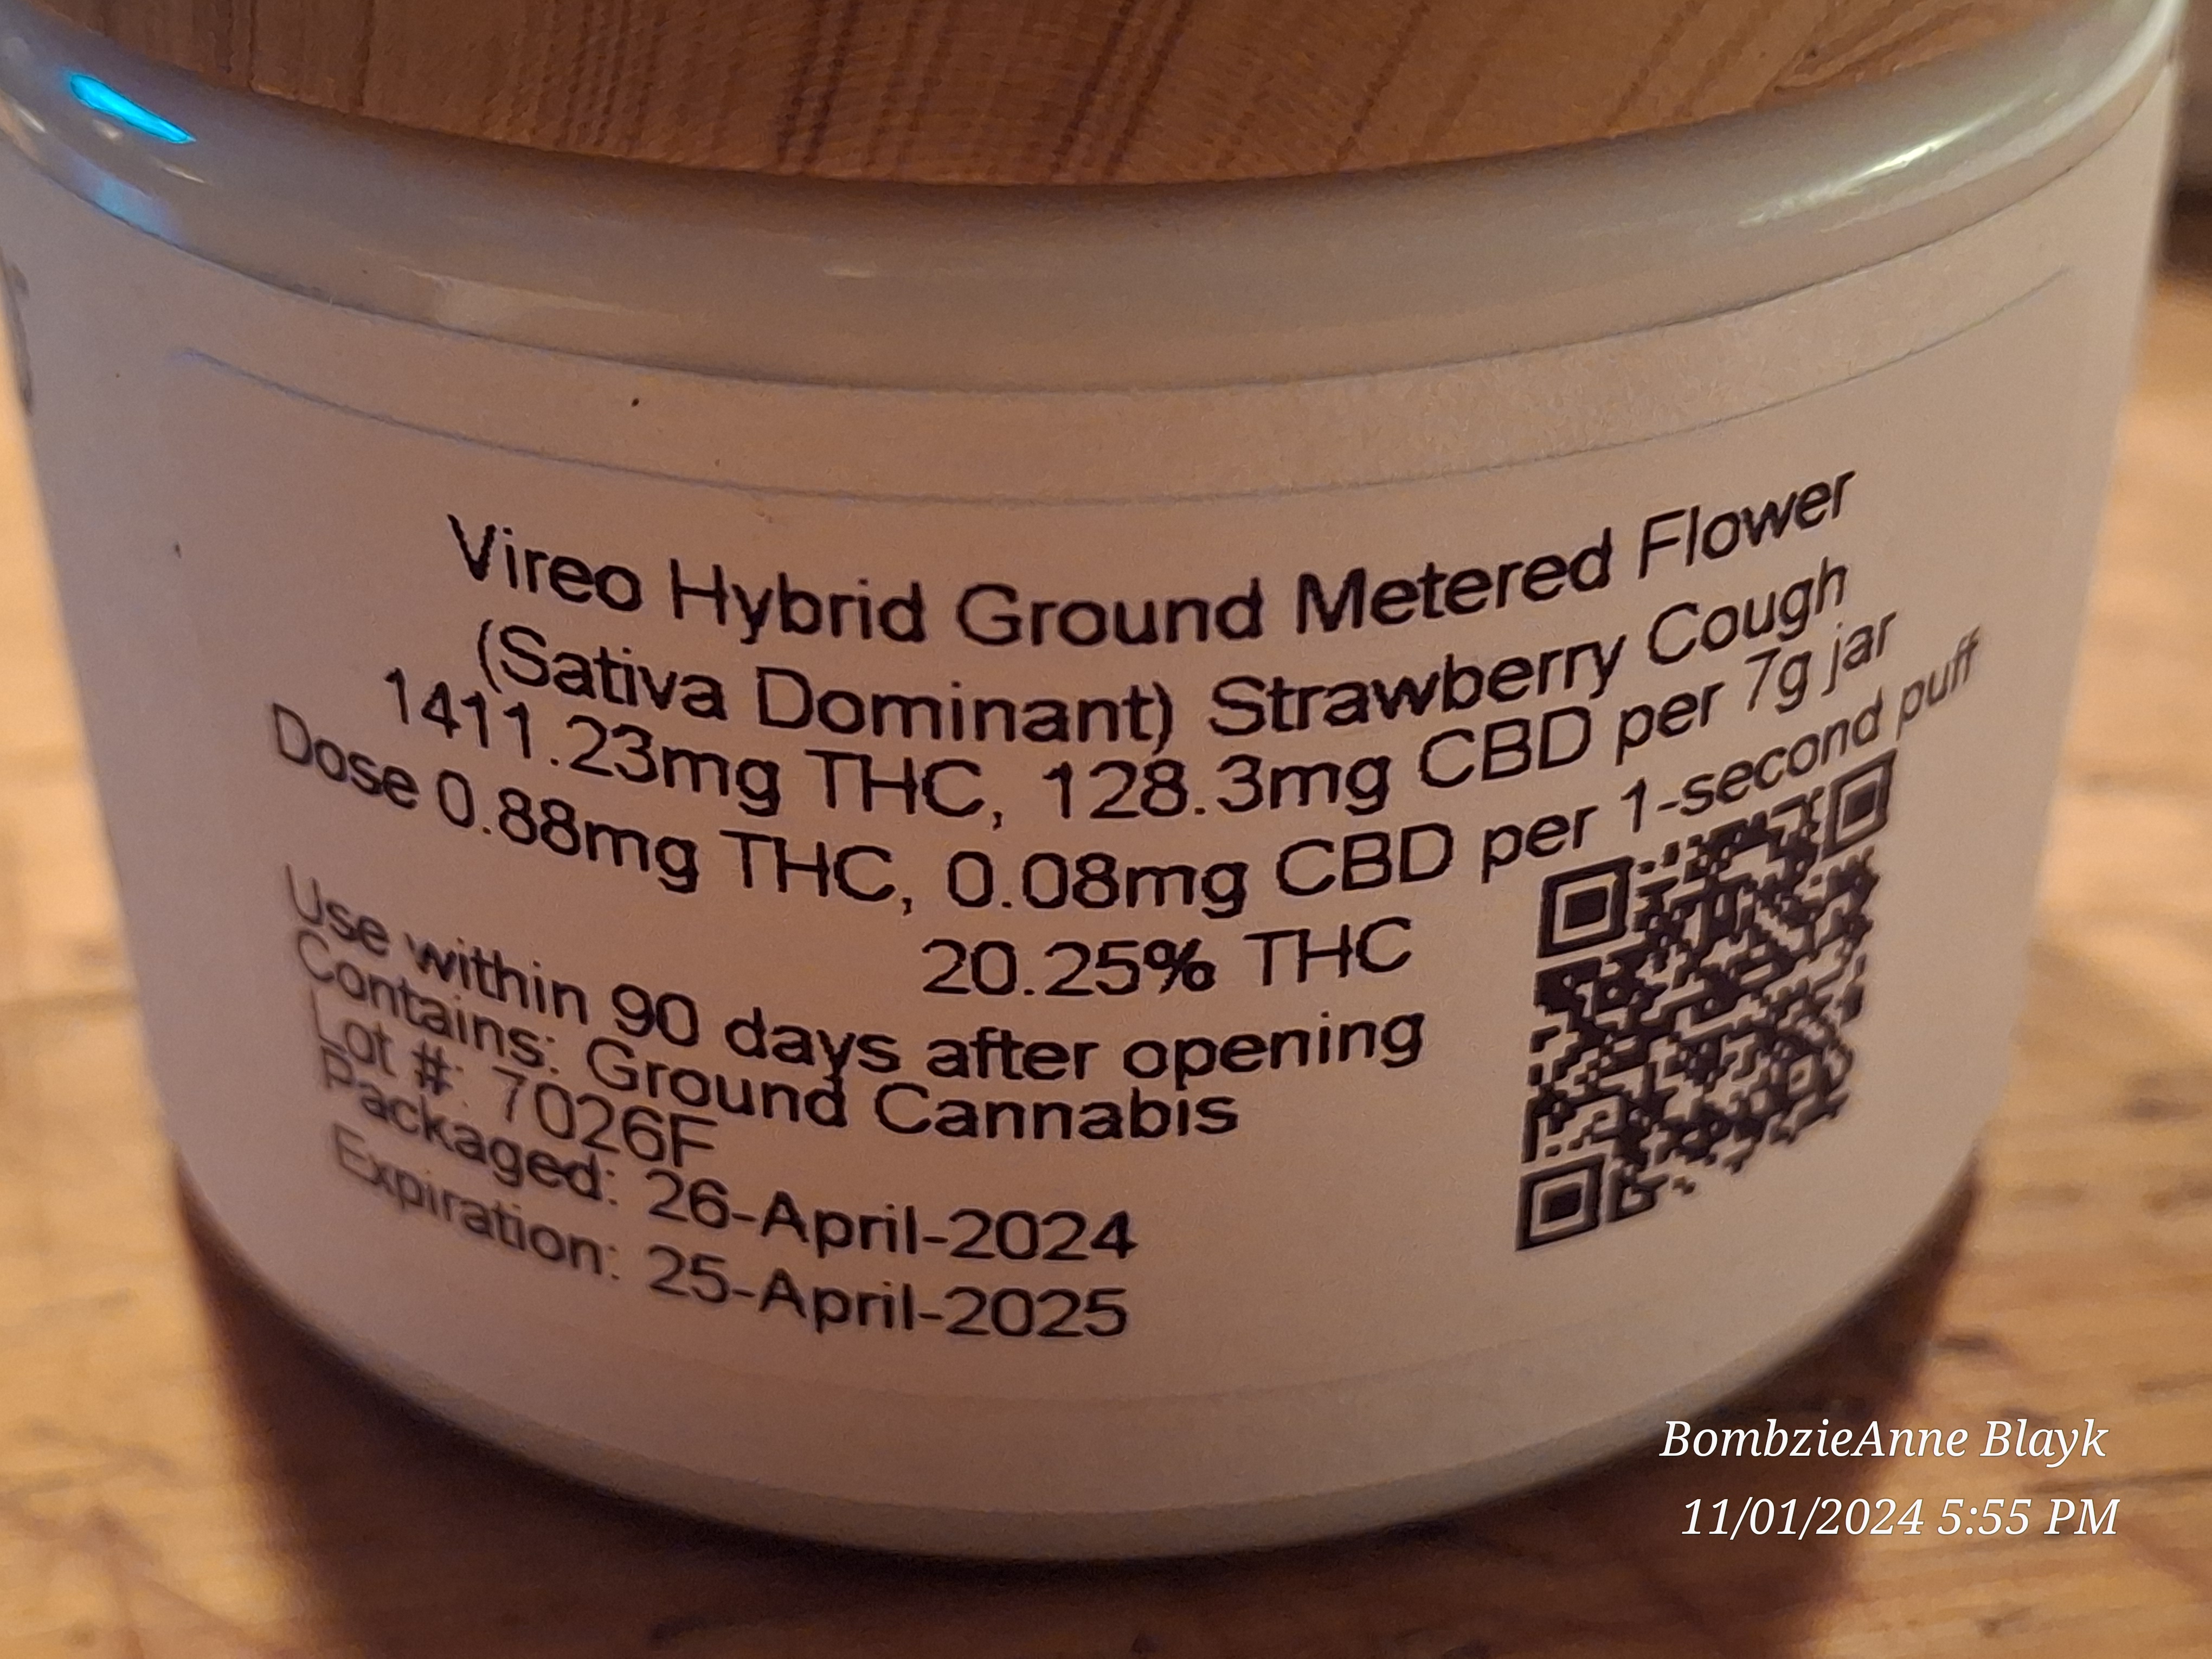 Vireo Hybrid Ground Metered Flower
(Sativa Dominant) Strawberry Cough
1411.23mg THC, 128.3mg CBD per 7g jar
Dose 0.88mg THC, 0.08mg CBD per 1-second puff
20.25% THC
Use within 90 days after opening
Contains: Ground Cannabis
Lot #: 7026F
Packaged: 26-April-2024
Expiration: 25-April-2025
BombzieAnne Blayk
11/01/2024 5:55 PM